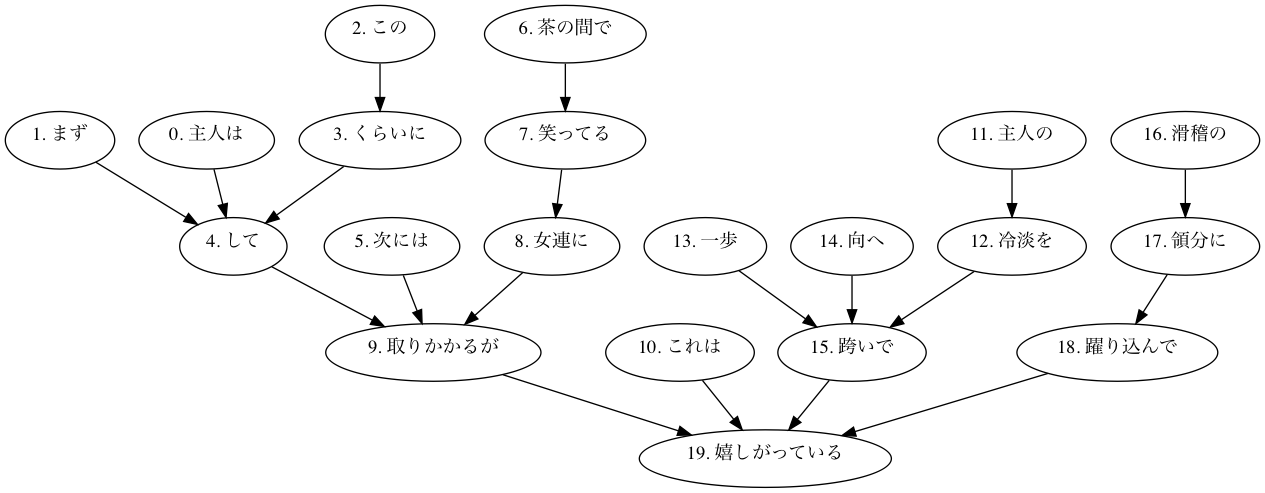 2. この
6. 茶の間で
1. まず
0. 主人は
3. くらいに
7. 笑ってる
11. 主人の
16. 滑稽の
4. して
5. 次には
8. 女連に
13. 一歩
14. 向へ
12. 冷淡を
17. 領分に
9. 取りかかるが
10. これは
15. 跨いで
18. 躍り込んで
19. 嬉しがっている